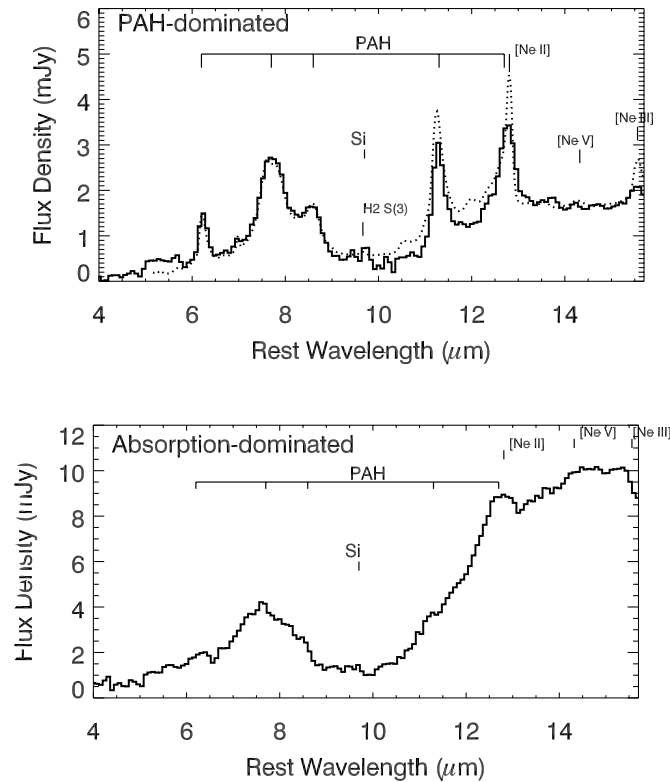 PAH-dominated
PAH
[Ne II]
[Ne III]
[Ne V]
Si
H2 S(3)
Flux Density (mJy)
6
5
4
3
2
1
0
4 6 8 10 12 14
Rest Wavelength (μm)
Absorption-dominated
[Ne II]
[Ne V]
[Ne III]
PAH
Si
Flux Density (mJy)
12
10
8
6
4
2
0
4 6 8 10 12 14
Rest Wavelength (μm)